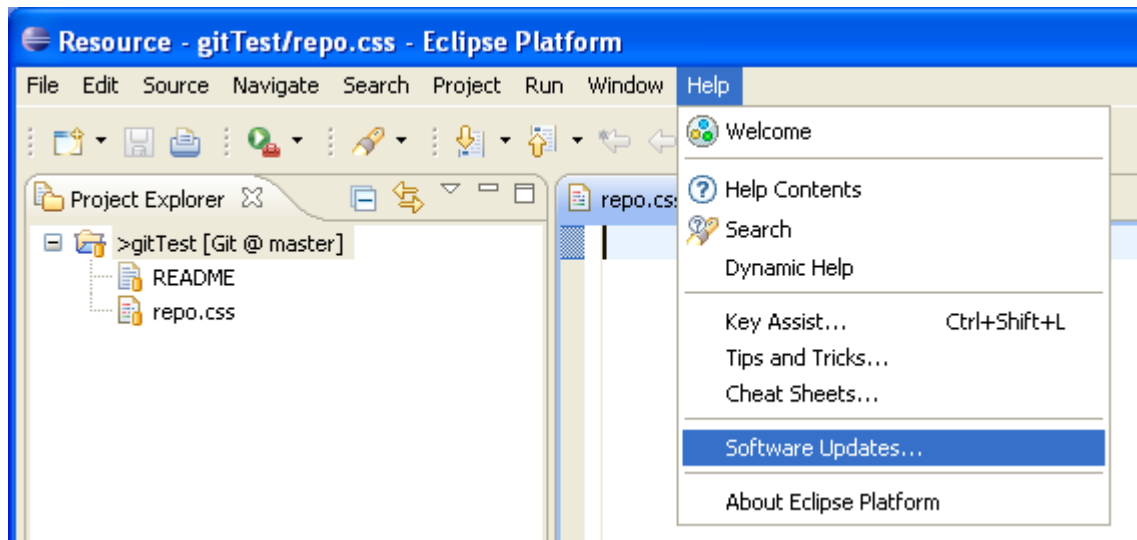 Resource - gitTest/repo.css - Eclipse Platform
File Edit Source Navigate Search Project Run Window Help
Project Explorer
>gitTest [Git @ master]
README
repo.css
repo.css
Welcome
Help Contents
Search
Dynamic Help
Key Assist... Ctrl+Shift+L
Tips and Tricks...
Cheat Sheets...
Software Updates...
About Eclipse Platform